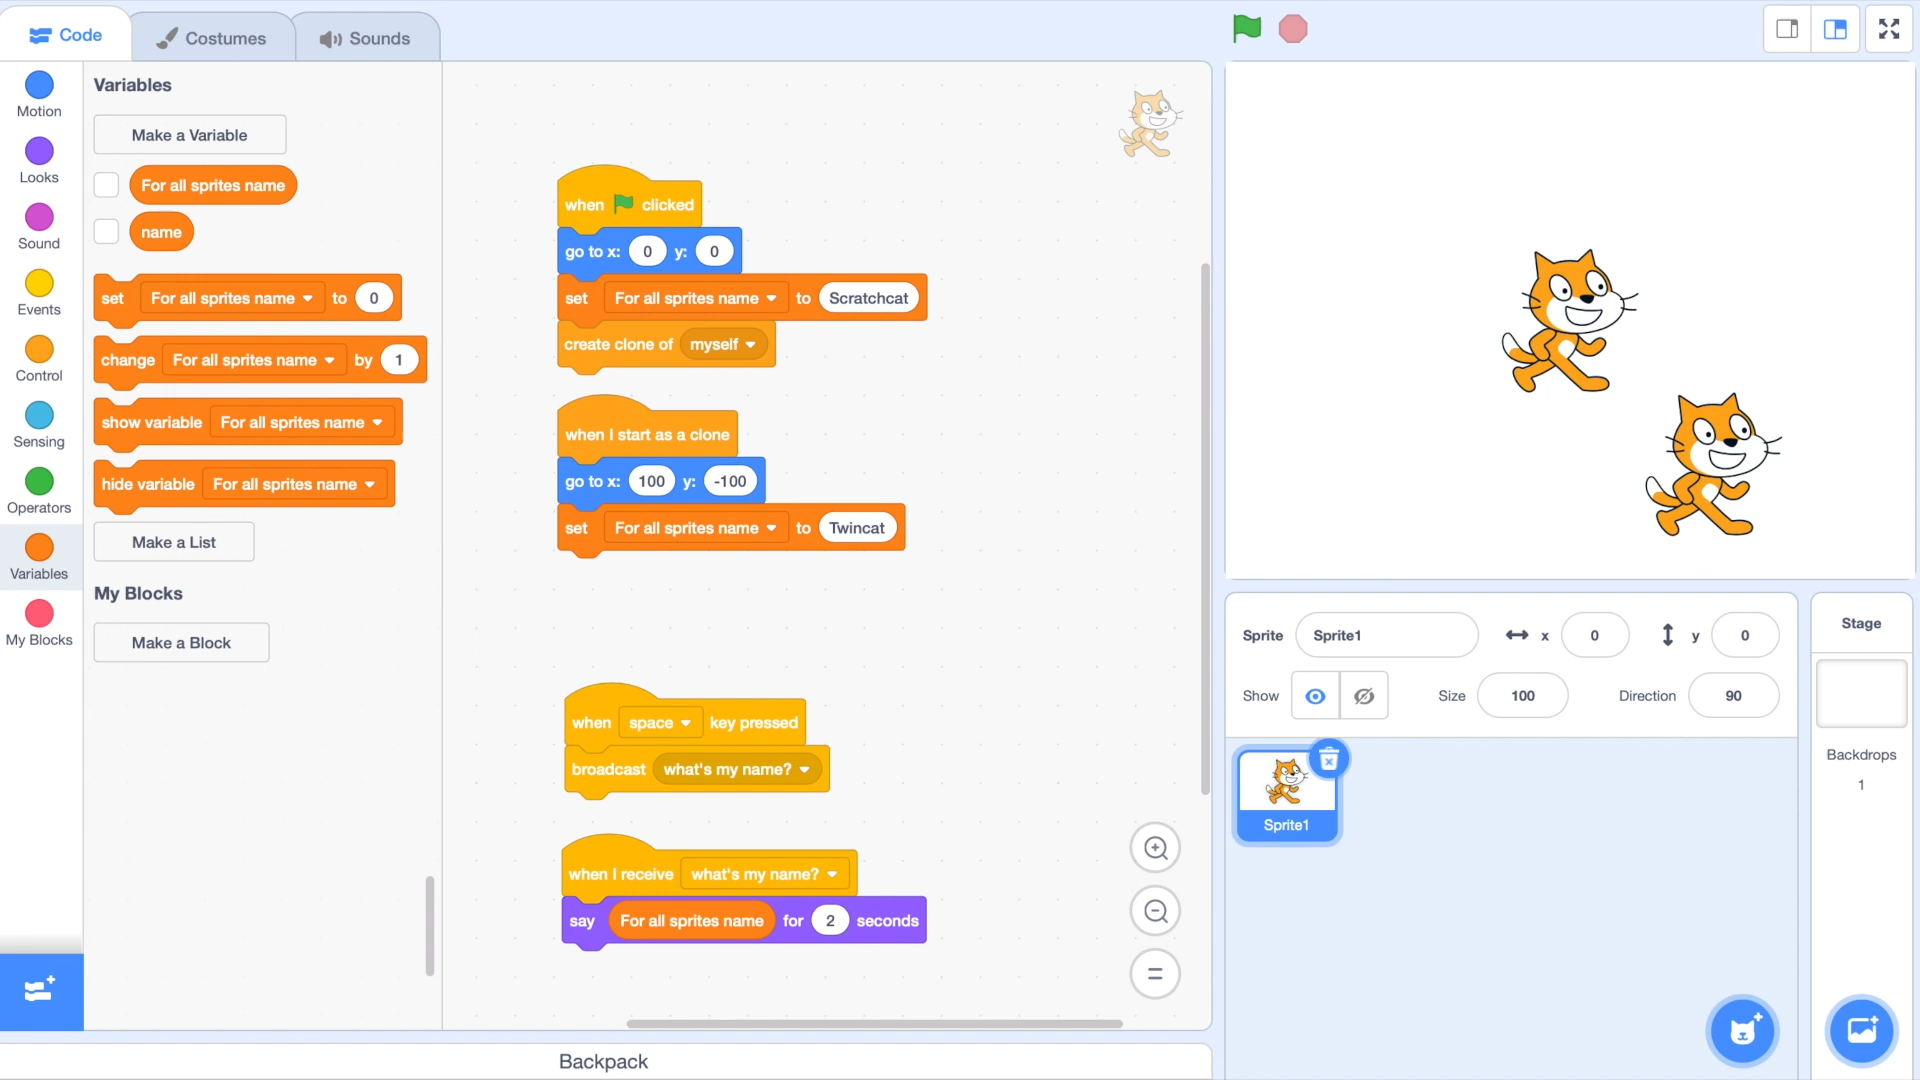 Code
Costumes
Sounds
Motion
Looks
Sound
Events
Control
Sensing
Operators
Variables
My Blocks
Variables
Make a Variable
For all sprites name
name
set For all sprites name to 0
change For all sprites name by 1
show variable For all sprites name
hide variable For all sprites name
Make a List
My Blocks
Make a Block
when clicked
go to x: 0 y: 0
set For all sprites name to Scratchcat
create clone of myself
when I start as a clone
go to x: 100 y: -100
set For all sprites name to Twincat
when space key pressed
broadcast what's my name?
when I receive what's my name?
say For all sprites name for 2 seconds
Backpack
Sprite Sprite1 x 0 y 0
Show Size 100 Direction 90
Sprite1
Stage
Backdrops
1